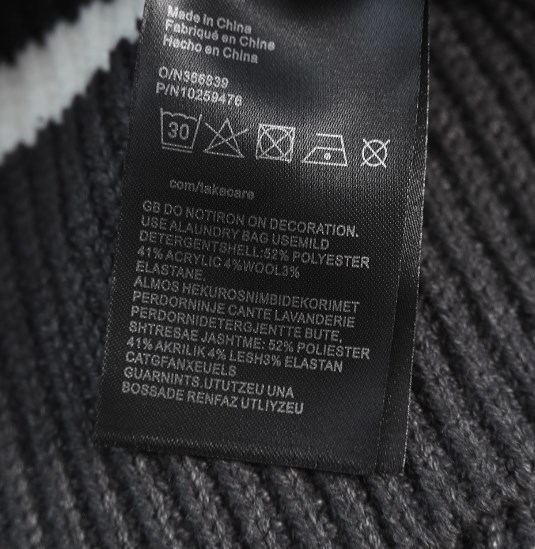 Made in China
Fabriqué en Chine
Hecho en China
O/N366839
P/N10259476
30
com/takecare
GB DO NOTIRON ON DECORATION.
USE ALAUNDRY BAG USEMILD
DETERGENTSHELL:52% POLYESTER
41% ACRYLIC 4%WOOL3%
ELASTANE.
ALMOS HEKUROSNIMBIDEKORIMET
PERDORNINJE CANTE LAVANDERIE
PERDORNIDETERGJENTTE BUTE,
SHTRESAE JASHTME: 52% POLIESTER
41% AKRILIK 4% LESH3% ELASTAN
CATGFANXEUELS
GUARNINTS.UTUTZEU UNA
BOSSADE RENFAZ UTLIYZEU